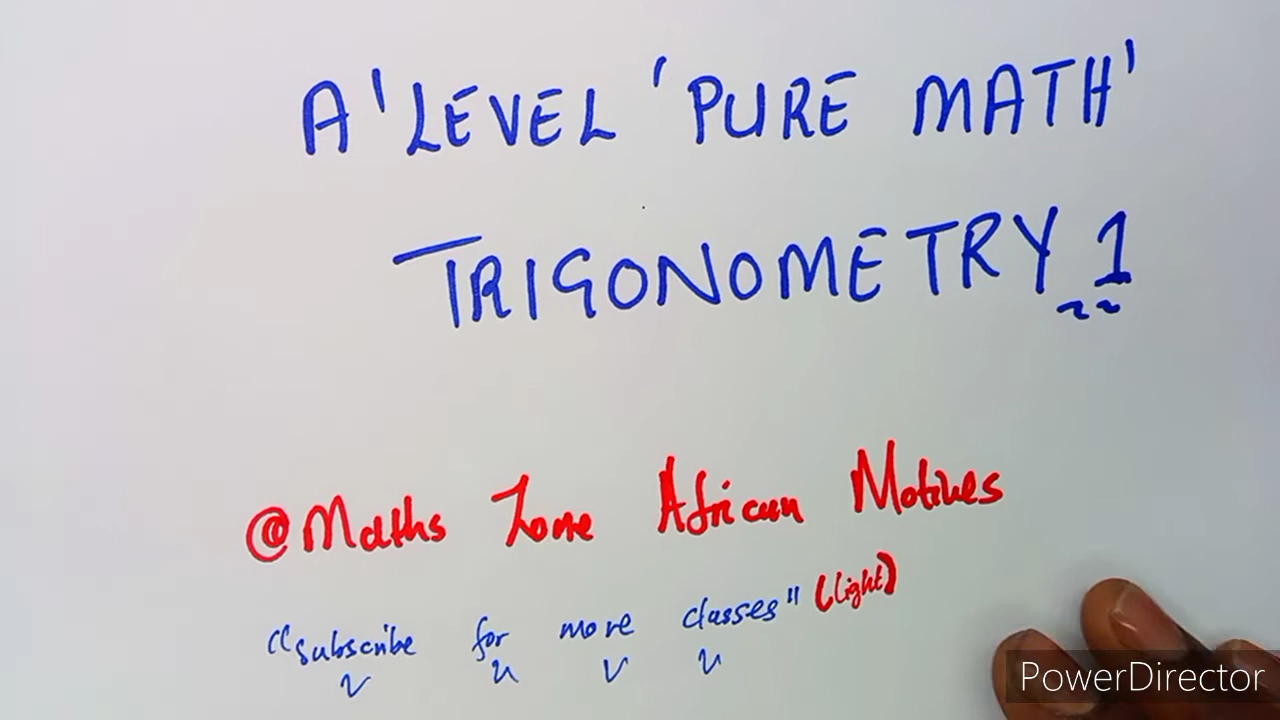 A'LEVEL 'PURE MATH'
TRIGONOMETRY 1
@Maths Zone African Motives
"subscribe for more classes" (light)
PowerDirector